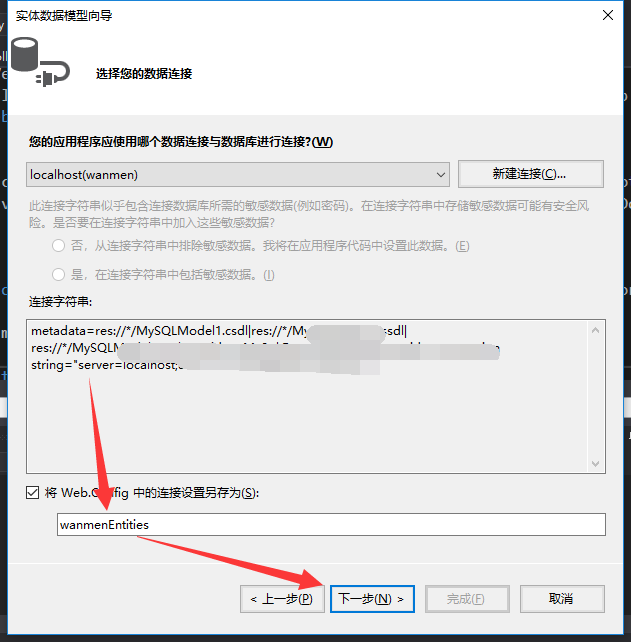 实体数据模型向导
选择您的数据连接
您的应用程序应使用哪个数据连接与数据库进行连接?(W)
localhost(wanmen)
新建连接(C)...
此连接字符串似乎包含连接数据库所需的敏感数据(例如密码)。在连接字符串中存储敏感数据可能有安全风
险。是否要在连接字符串中加入这些敏感数据?
否，从连接字符串中排除敏感数据。我将在应用程序代码中设置此数据。(E)
是，在连接字符串中包括敏感数据。(I)
连接字符串:
metadata=res://*/MySQLModel1.csdl|res://*/My ssdl|
res://*/MySQLM
string="server=localhost;
将 Web.Config 中的连接设置另存为(S):
wanmenEntities
< 上一步(P)
下一步(N) >
完成(F)
取消